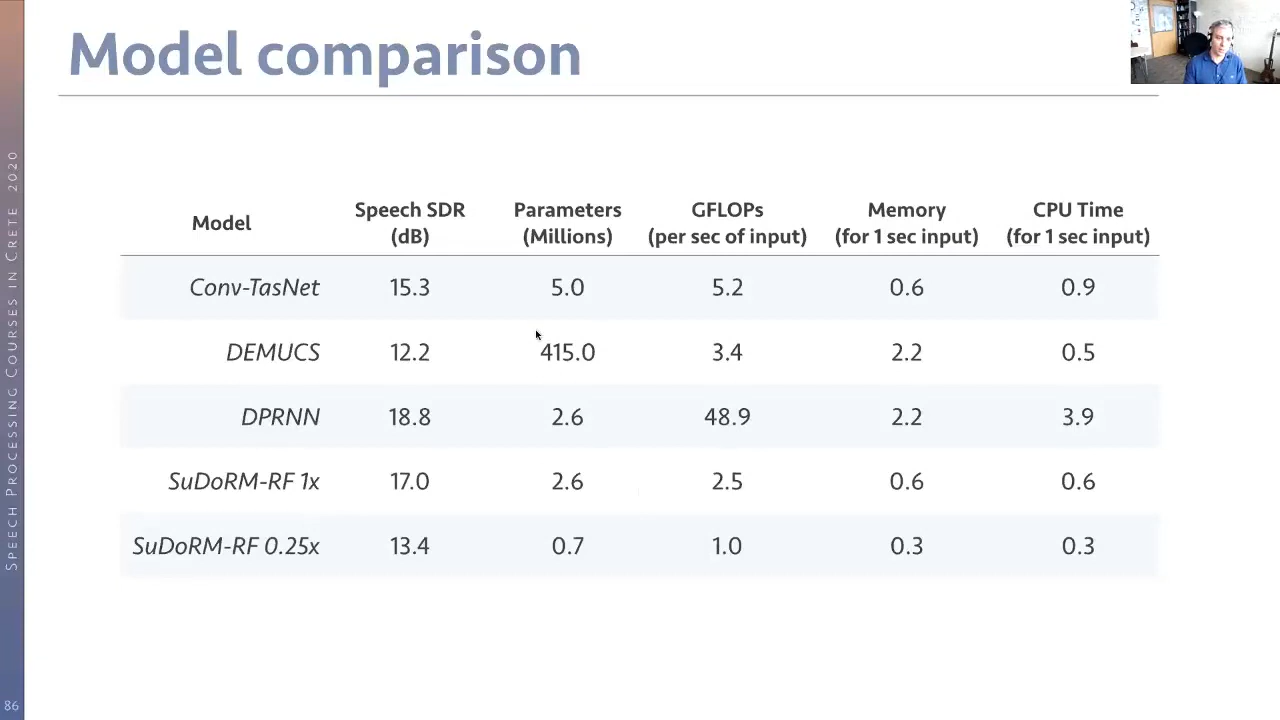 Model comparison
Model Speech SDR (dB) Parameters (Millions) GFLOPs (per sec of input) Memory (for 1 sec input) CPU Time (for 1 sec input)
Conv-TasNet 15.3 5.0 5.2 0.6 0.9
DEMUCS 12.2 415.0 3.4 2.2 0.5
DPRNN 18.8 2.6 48.9 2.2 3.9
SuDoRM-RF 1x 17.0 2.6 2.5 0.6 0.6
SuDoRM-RF 0.25x 13.4 0.7 1.0 0.3 0.3
Speech Processing Courses in Crete 2020
86